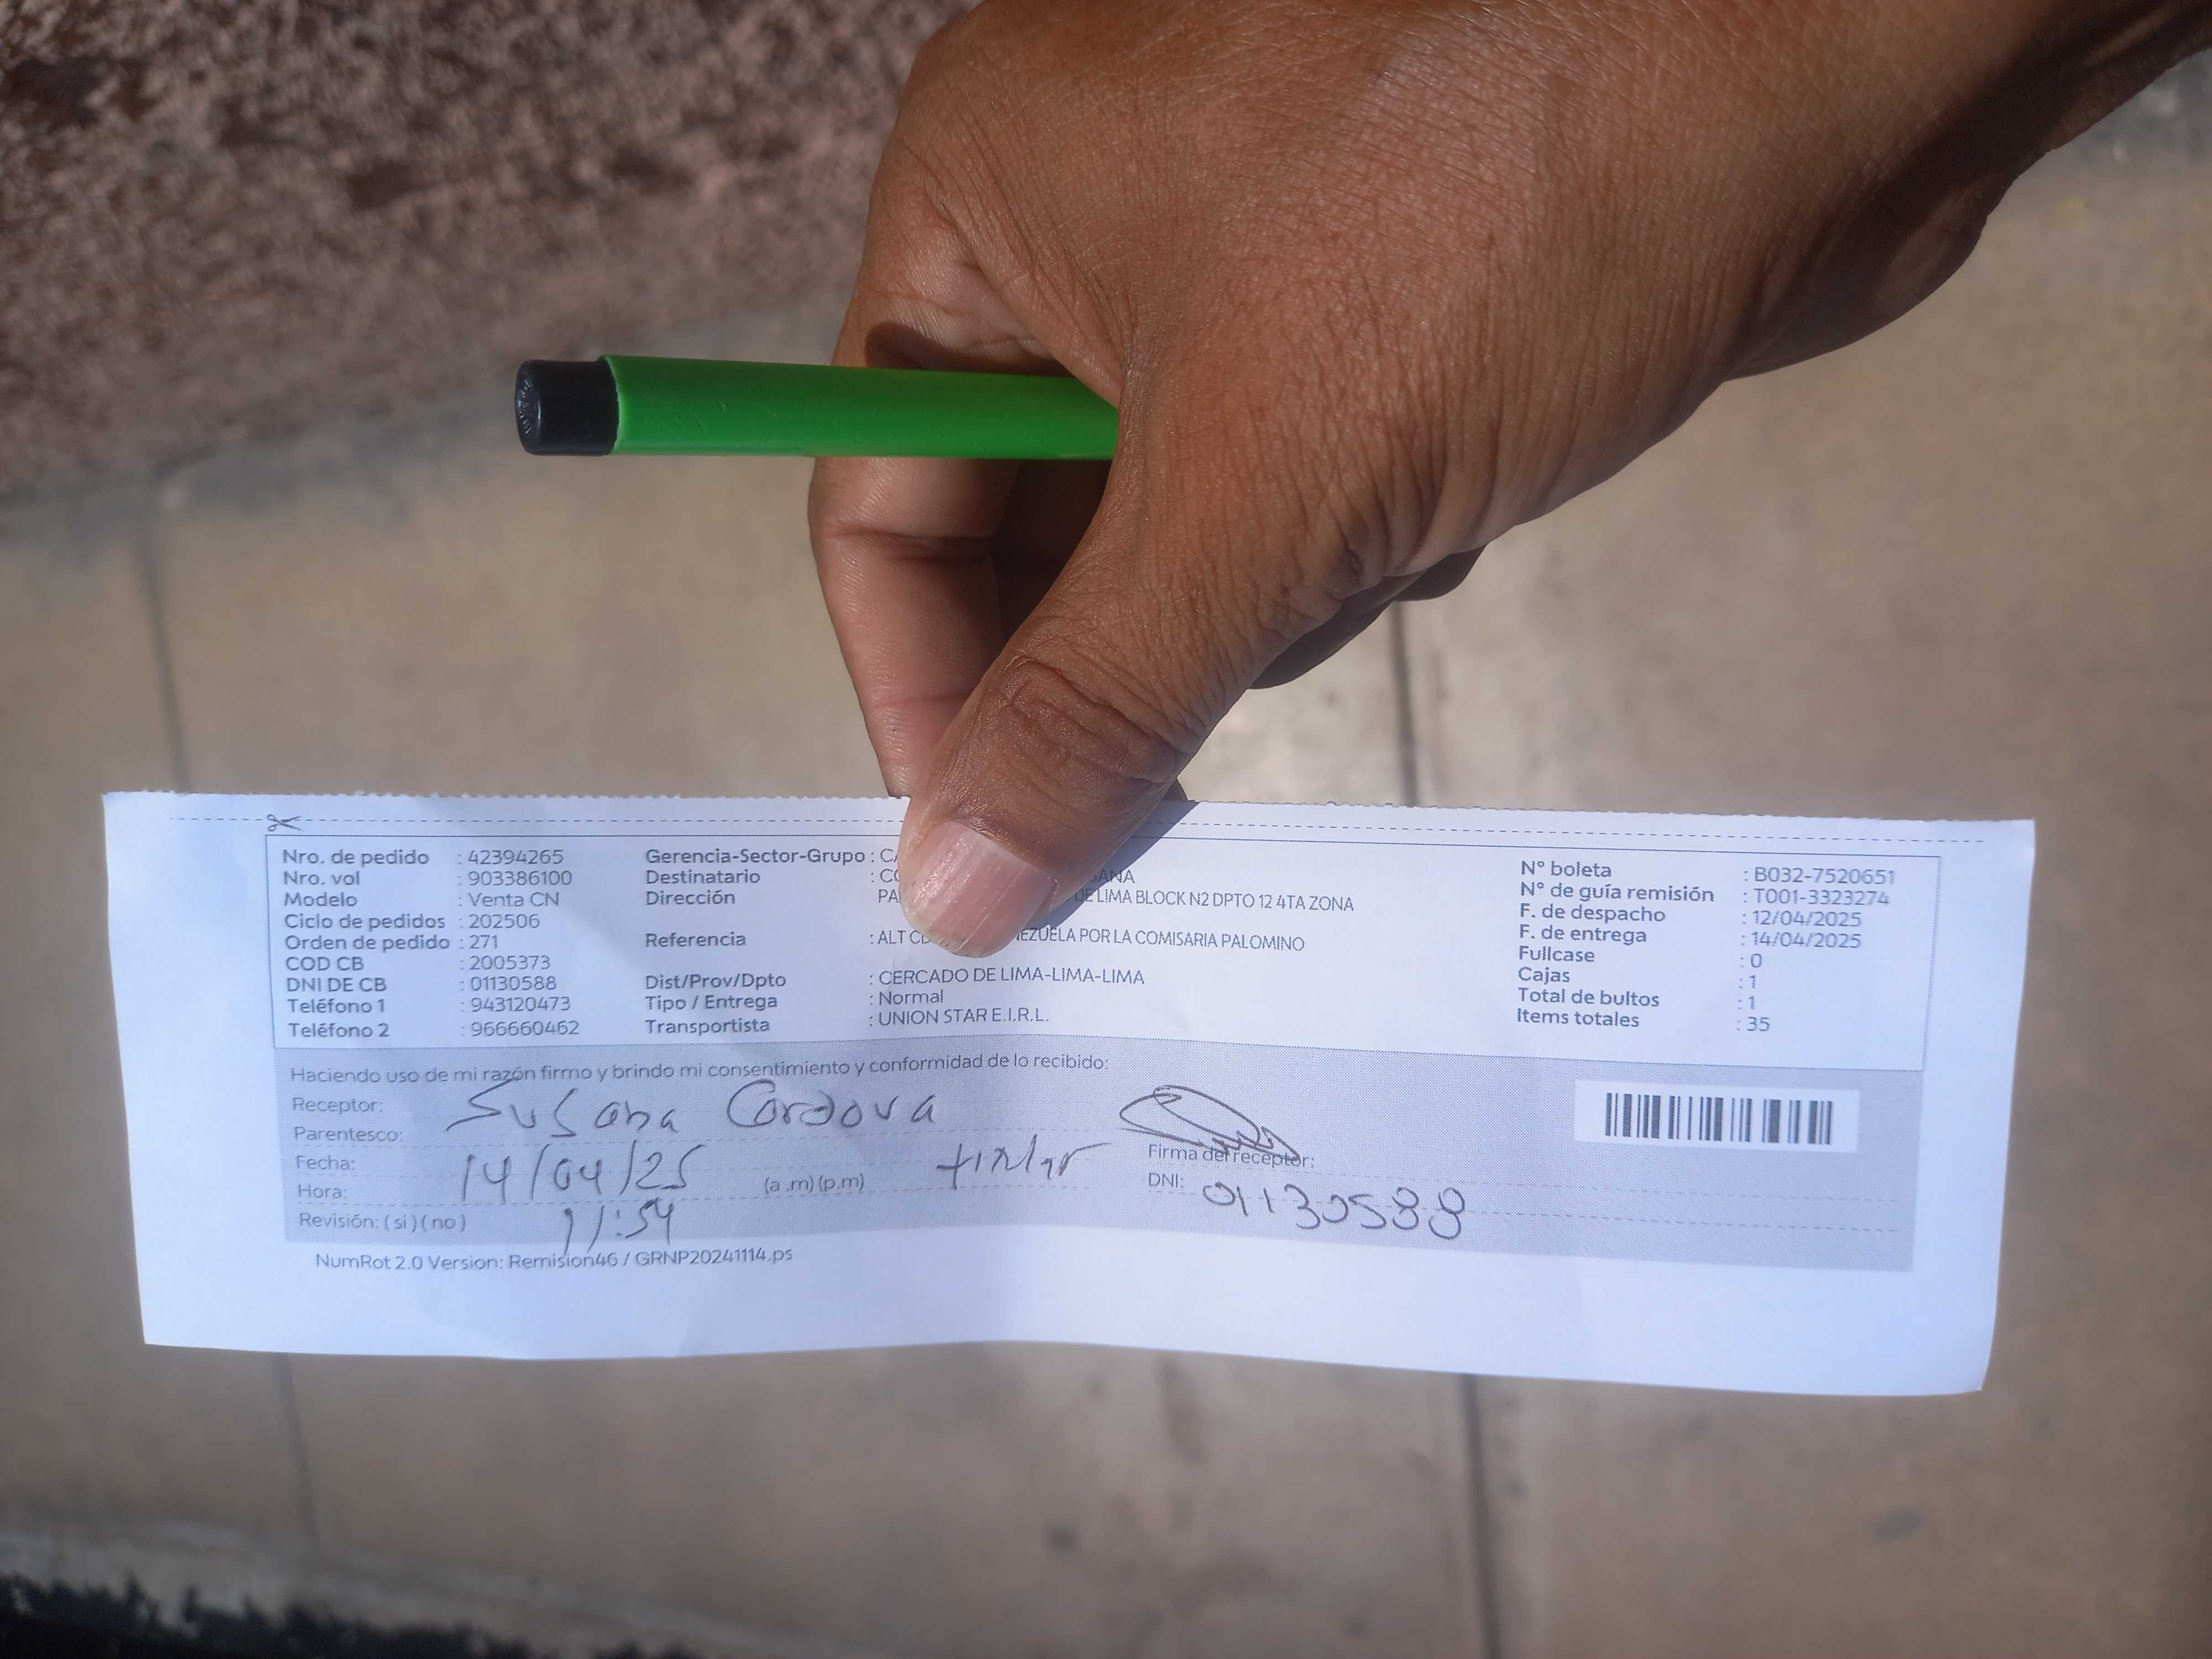 Nro. de pedido : 42394265
Nro. vol : 903386100
Modelo : Venta CN
Ciclo de pedidos : 202506
Orden de pedido : 271
COD CB : 2005373
DNI DE CB : 01130588
Teléfono 1 : 943120473
Teléfono 2 : 966660462
Gerencia-Sector-Grupo :
Destinatario :
Dirección DE LIMA BLOCK N2 DPTO 12 4TA ZONA
Referencia : ALT POR LA COMISARIA PALOMINO
Dist/Prov/Dpto : CERCADO DE LIMA-LIMA-LIMA
Tipo / Entrega : Normal
Transportista : UNION STAR E.I.R.L.
N° boleta : B032-7520651
N° de guía remisión : T001-3323274
F. de despacho : 12/04/2025
F. de entrega : 14/04/2025
Fullcase : 0
Cajas : 1
Total de bultos : 1
Items totales : 35
Haciendo uso de mi razón firmo y brindo mi consentimiento y conformidad de lo recibido:
Receptor: Susana Cordova
Parentesco:
Fecha: 14/04/25
Hora: 11:54 (a .m) (p.m)
Revisión: ( si ) ( no )
Firma del receptor:
DNI: 01130588
NumRot 2.0 Version: Remision46 / GRNP20241114.ps